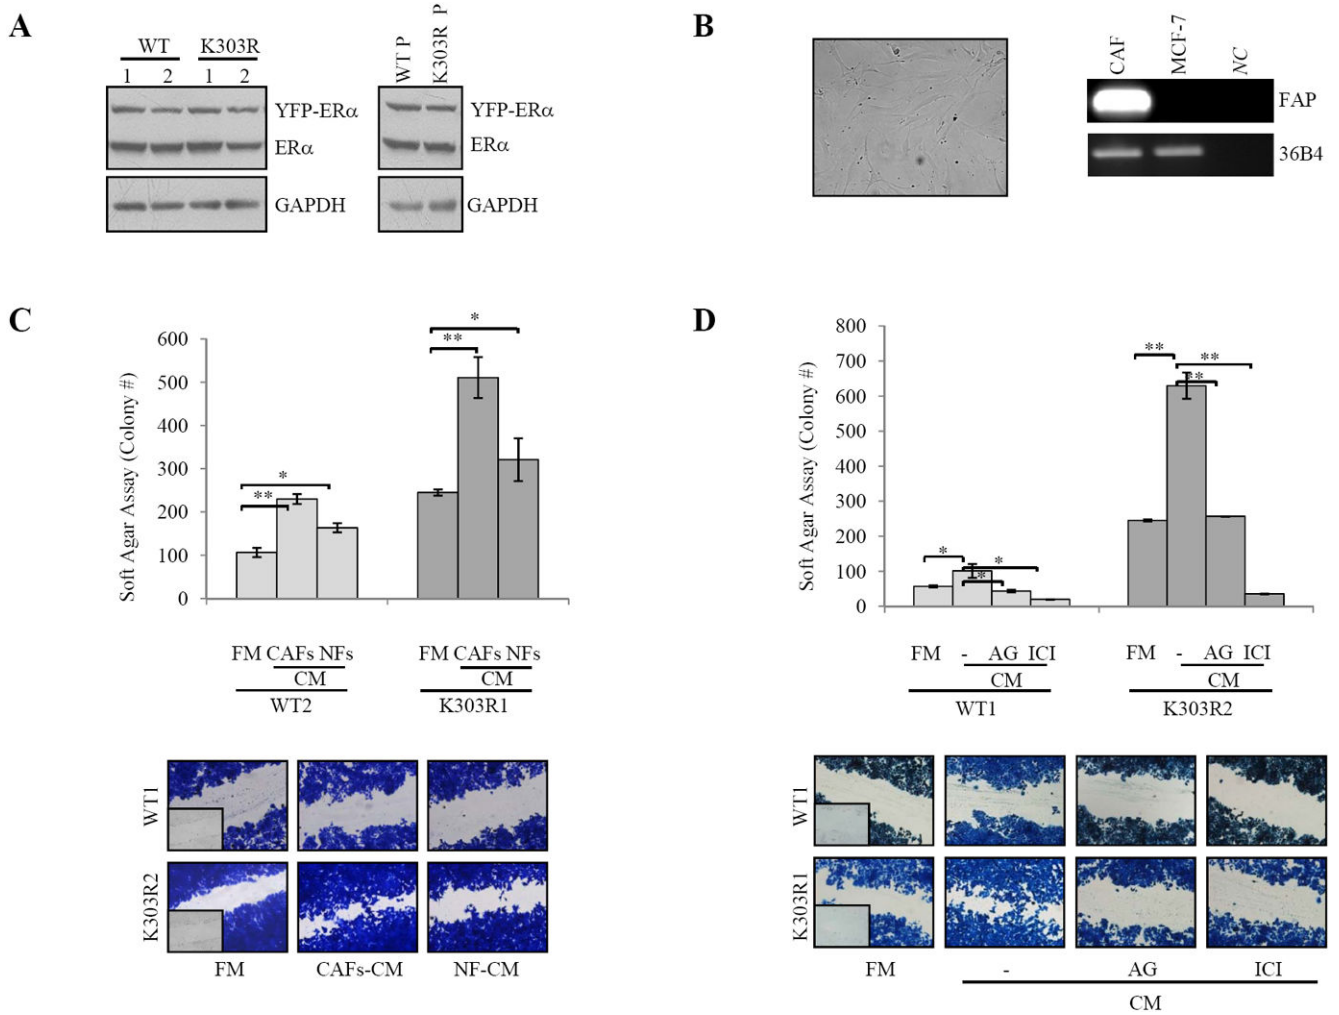 A
WT K303R
1 2 1 2
YFP-ERα
ERα
GAPDH
WT P
K303R P
YFP-ERα
ERα
GAPDH
B
CAF
MCF-7
NC
FAP
36B4
C
Soft Agar Assay (Colony #)
600
500
400
300
200
100
0
**
*
**
*
FM CAFs NFs
CM
WT2
FM CAFs NFs
CM
K303R1
WT1
K303R2
FM
CAFs-CM
NF-CM
D
Soft Agar Assay (Colony #)
800
700
600
500
400
300
200
100
0
*
*
*
**
**
**
FM - AG ICI
CM
WT1
FM - AG ICI
CM
K303R2
WT1
K303R1
FM
-
AG
ICI
CM